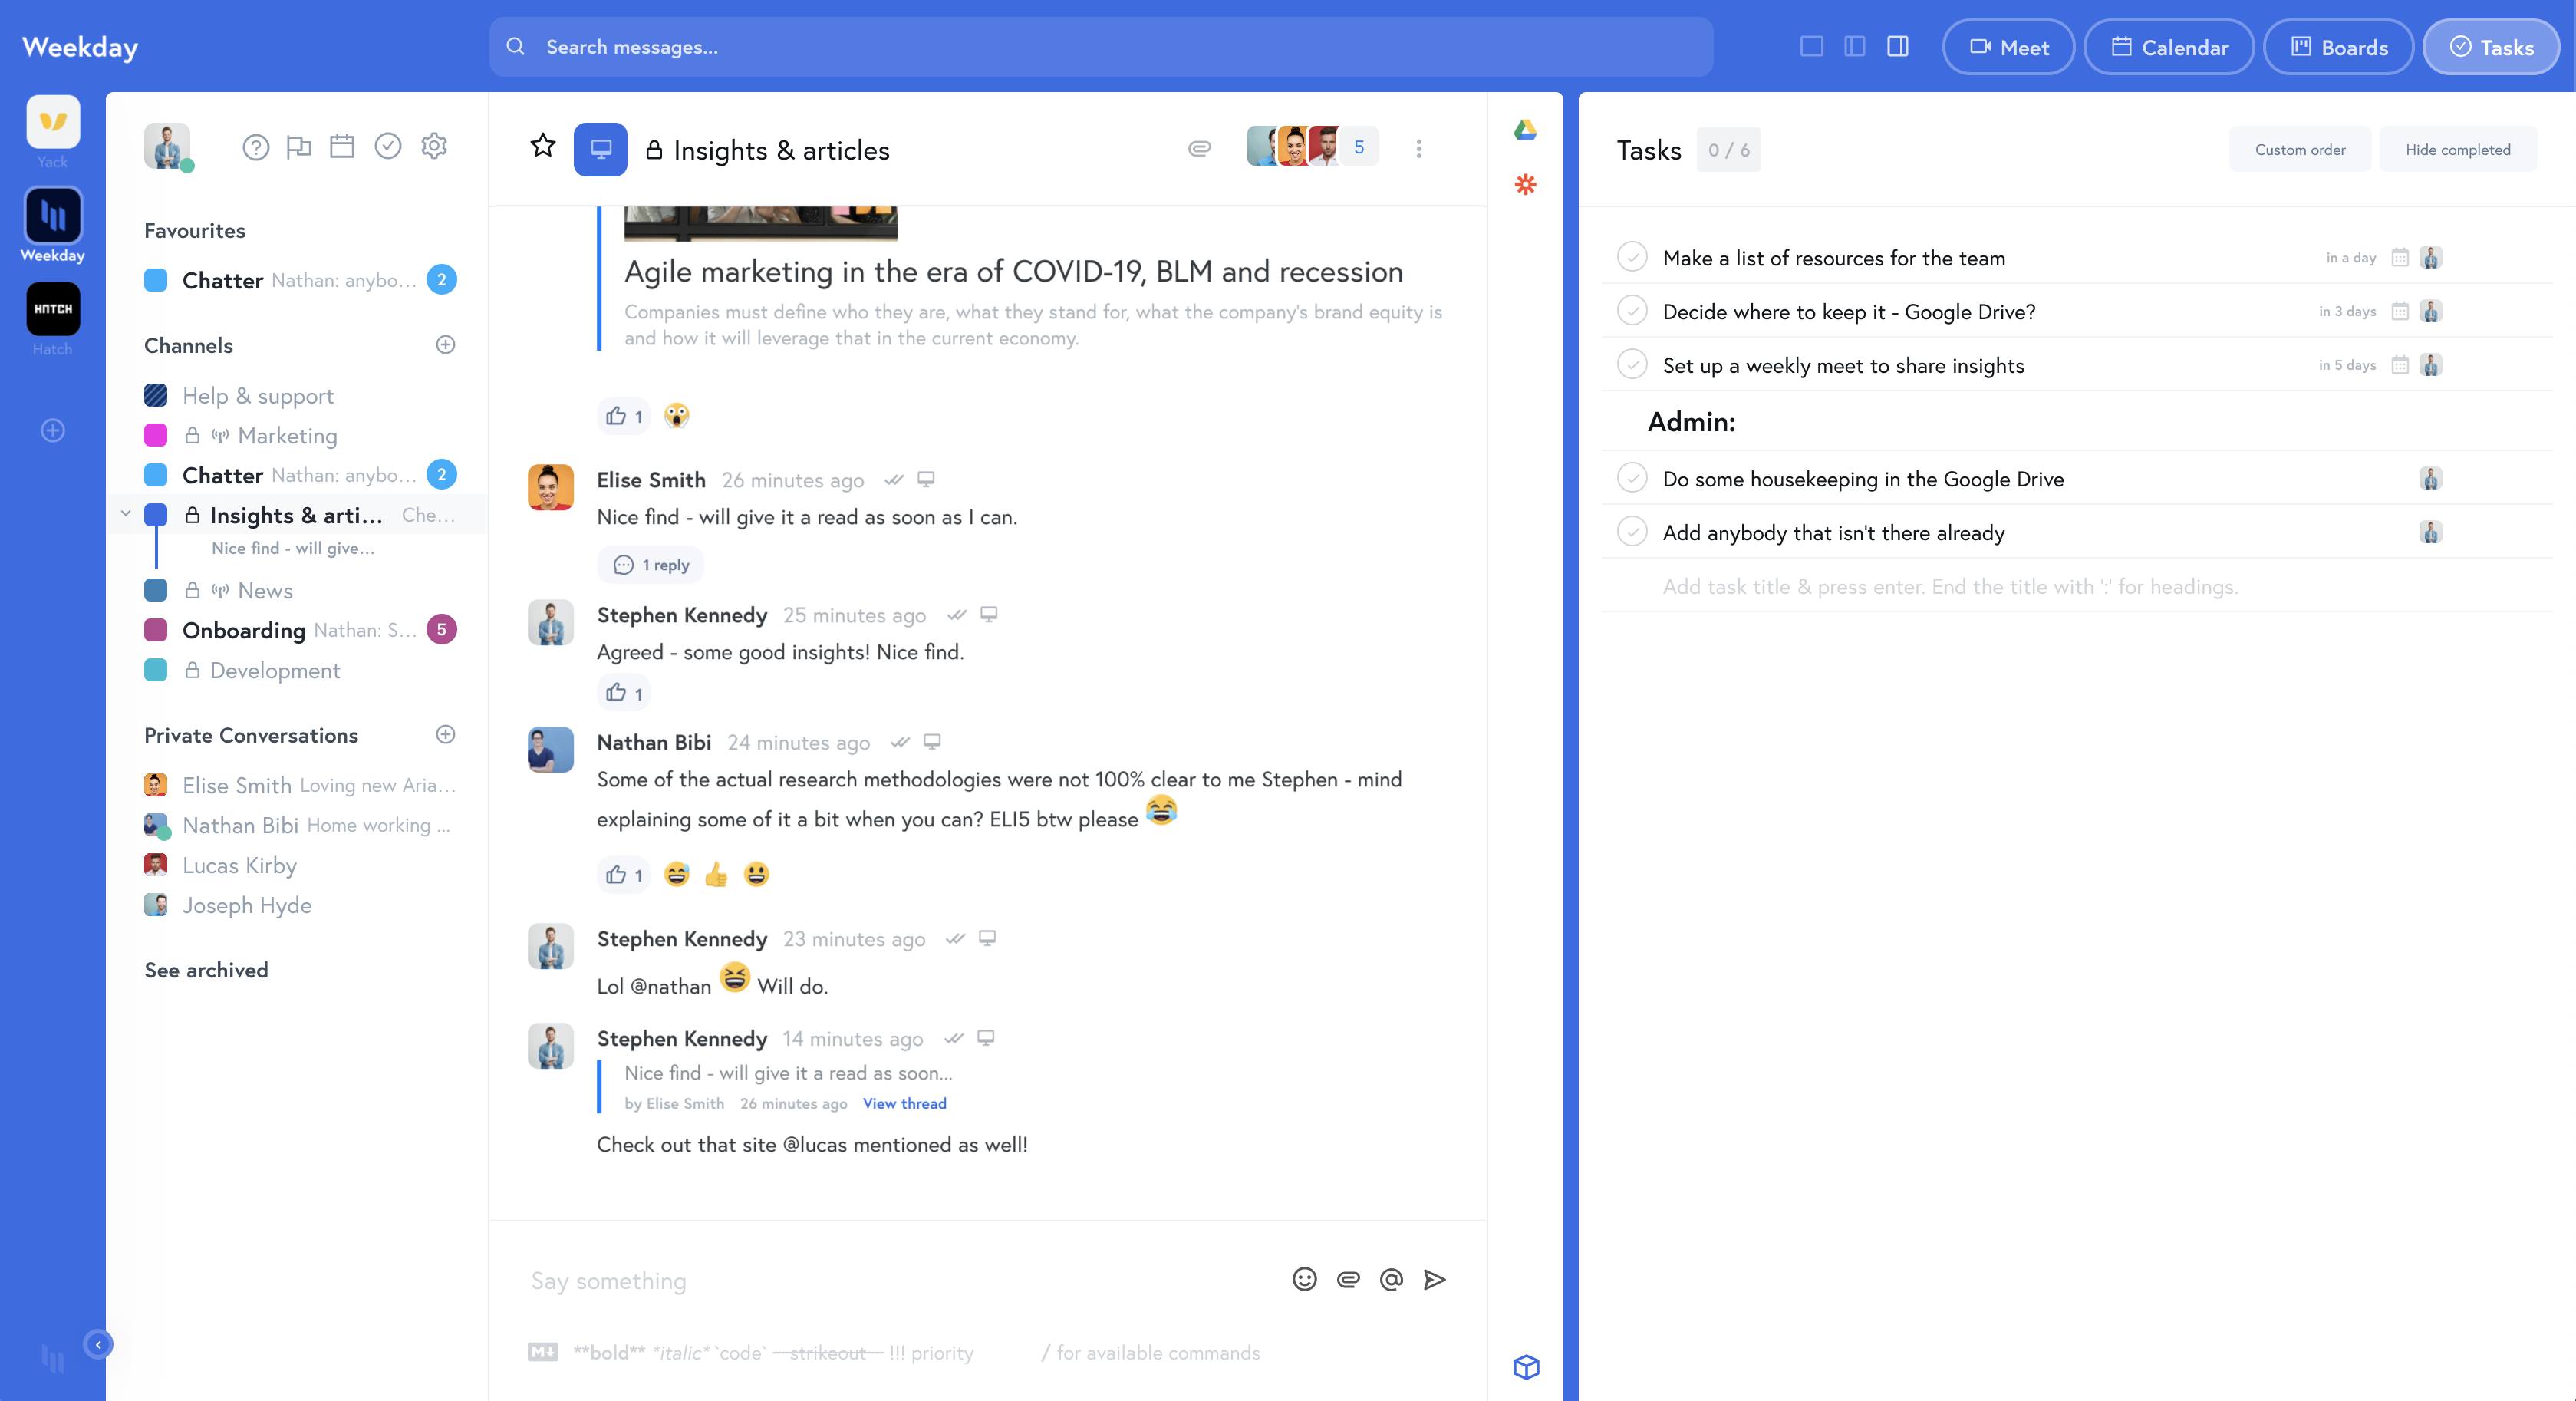 Weekday
Search messages...
Meet
Calendar
Boards
Tasks
Yack
Weekday
HATCH
Hatch
Favourites
Chatter Nathan: anybo... 2
Channels
Help & support
Marketing
Chatter Nathan: anybo... 2
Insights & arti... Che...
Nice find - will give...
News
Onboarding Nathan: S... 5
Development
Private Conversations
Elise Smith Loving new Aria...
Nathan Bibi Home working ...
Lucas Kirby
Joseph Hyde
See archived
Insights & articles
5
Agile marketing in the era of COVID-19, BLM and recession
Companies must define who they are, what they stand for, what the company's brand equity is
and how it will leverage that in the current economy.
1
Elise Smith 26 minutes ago
Nice find - will give it a read as soon as I can.
1 reply
Stephen Kennedy 25 minutes ago
Agreed - some good insights! Nice find.
1
Nathan Bibi 24 minutes ago
Some of the actual research methodologies were not 100% clear to me Stephen - mind
explaining some of it a bit when you can? ELI5 btw please 😂
1 😅 👍 😃
Stephen Kennedy 23 minutes ago
Lol @nathan 😆 Will do.
Stephen Kennedy 14 minutes ago
Nice find - will give it a read as soon...
by Elise Smith 26 minutes ago View thread
Check out that site @lucas mentioned as well!
Say something
M↓ **bold** *italic* `code` ~~strikeout~~ !!! priority / for available commands
Tasks 0 / 6
Custom order
Hide completed
Make a list of resources for the team in a day
Decide where to keep it - Google Drive? in 3 days
Set up a weekly meet to share insights in 5 days
Admin:
Do some housekeeping in the Google Drive
Add anybody that isn't there already
Add task title & press enter. End the title with ':' for headings.